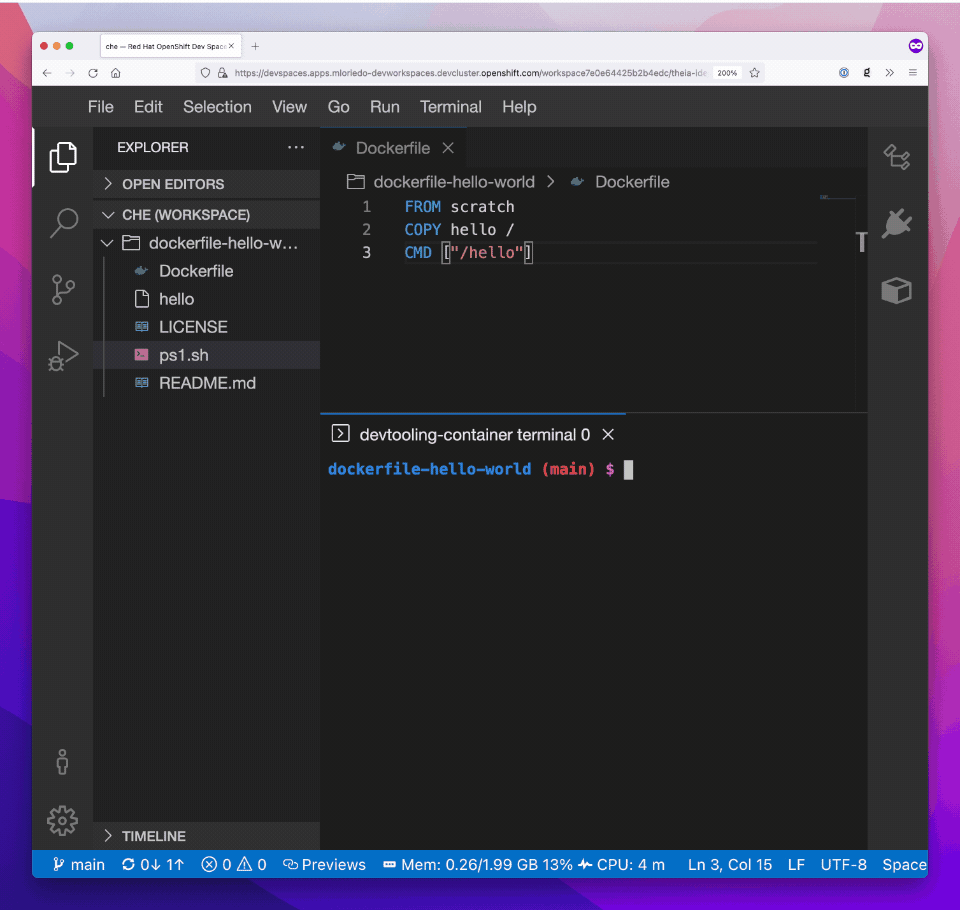 che — Red Hat OpenShift Dev Space
https://devspaces.apps.mloriedo-devworkspaces.devcluster.openshift.com/workspace7e0e64425b2b4edc/theia-ide
200%
File Edit Selection View Go Run Terminal Help
EXPLORER
OPEN EDITORS
CHE (WORKSPACE)
dockerfile-hello-w...
Dockerfile
hello
LICENSE
ps1.sh
README.md
TIMELINE
Dockerfile
dockerfile-hello-world > Dockerfile
1 FROM scratch
2 COPY hello /
3 CMD ["/hello"]
devtooling-container terminal 0
dockerfile-hello-world (main) $
main 0↓ 1↑ 0 0 Previews Mem: 0.26/1.99 GB 13% CPU: 4 m Ln 3, Col 15 LF UTF-8 Space